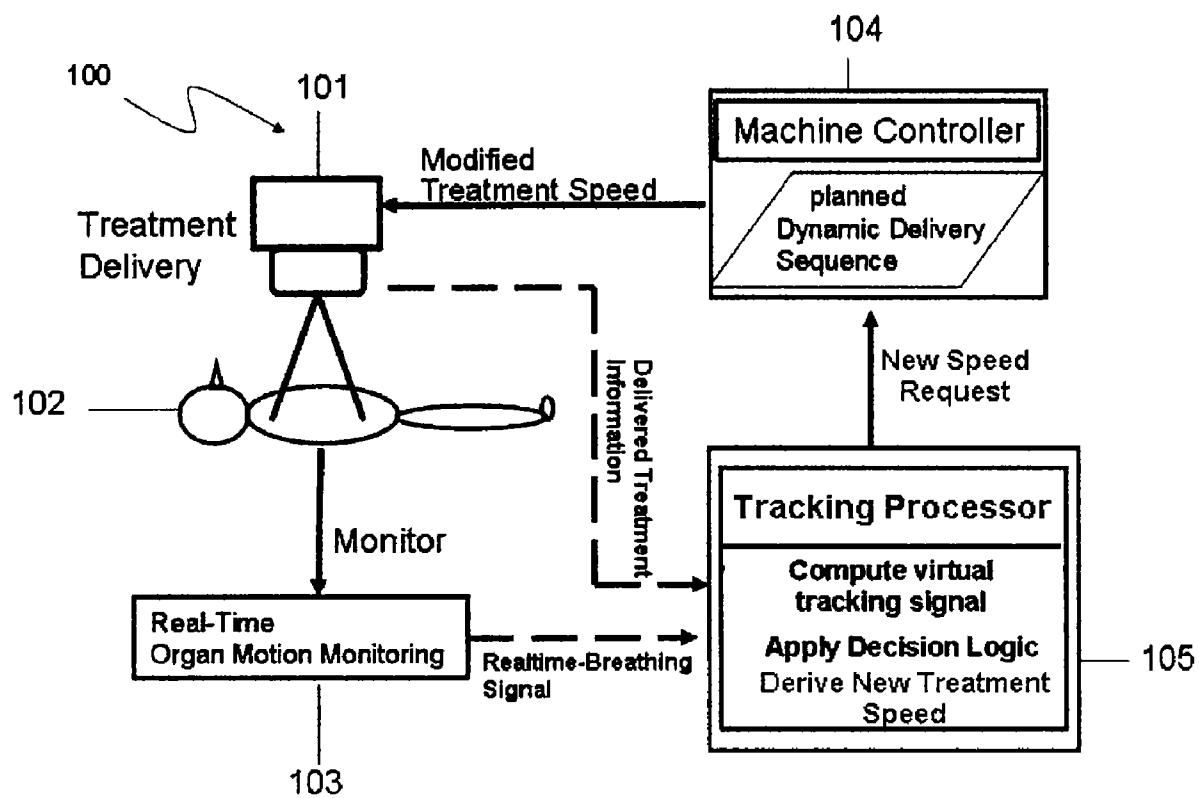 104
100
101
Machine Controller
Modified
Treatment Speed
planned
Dynamic Delivery
Sequence
Treatment
Delivery
Delivered Treatment
Information
New Speed
Request
102
Tracking Processor
Monitor
Compute virtual
tracking signal
Real-Time
Organ Motion Monitoring
Realtime-Breathing
Signal
Apply Decision Logic
Derive New Treatment
Speed
105
103